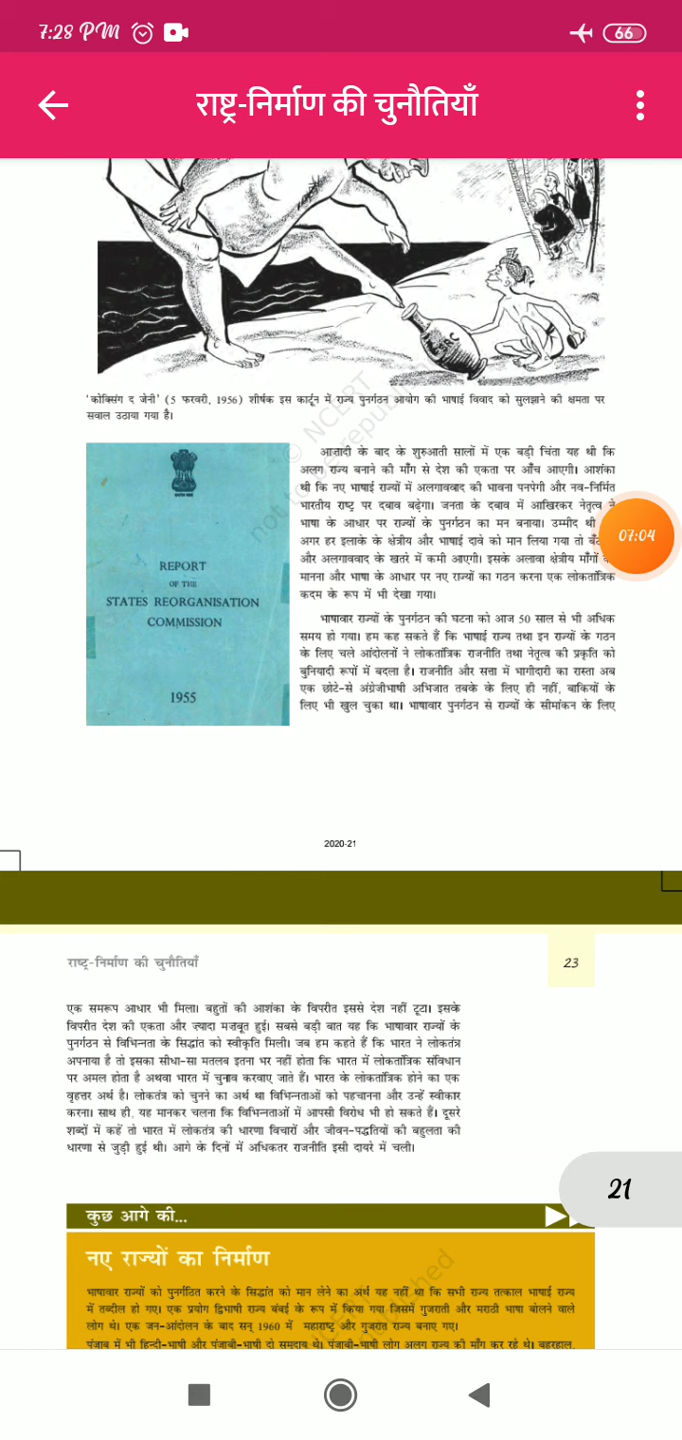 7:28 PM
66
राष्ट्र-निर्माण की चुनौतियाँ
'कोक्सिंग द जेनी' (5 फरवरी, 1956) शीर्षक इस कार्टून में राज्य पुनर्गठन आयोग की भाषाई विवाद को सुलझाने की क्षमता पर
सवाल उठाया गया है।
© NCERT
not to be republi
REPORT
OF THE
STATES REORGANISATION
COMMISSION
1955
आज़ादी के बाद के शुरुआती सालों में एक बड़ी चिंता यह थी कि
अलग राज्य बनाने की माँग से देश की एकता पर आँच आएगी। आशंका
थी कि नए भाषाई राज्यों में अलगाववाद की भावना पनपेगी और नव-निर्मित
भारतीय राष्ट्र पर दबाव बढ़ेगा। जनता के दबाव में आखिरकर नेतृत्व ने
भाषा के आधार पर राज्यों के पुनर्गठन का मन बनाया। उम्मीद थी
अगर हर इलाके के क्षेत्रीय और भाषाई दावे को मान लिया गया तो
और अलगाववाद के खतरे में कमी आएगी। इसके अलावा क्षेत्रीय माँगों
मानना और भाषा के आधार पर नए राज्यों का गठन करना एक लोकतांत्रिक
कदम के रूप में भी देखा गया।
07:04
भाषावार राज्यों के पुनर्गठन की घटना को आज 50 साल से भी अधिक
समय हो गया। हम कह सकते हैं कि भाषाई राज्य तथा इन राज्यों के गठन
के लिए चले आंदोलनों ने लोकतांत्रिक राजनीति तथा नेतृत्व की प्रकृति को
बुनियादी रूपों में बदला है। राजनीति और सत्ता में भागीदारी का रास्ता अब
एक छोटे-से अंग्रेजीभाषी अभिजात तबके के लिए ही नहीं, बाकियों के
लिए भी खुल चुका था। भाषावार पुनर्गठन से राज्यों के सीमांकन के लिए
2020-21
राष्ट्र-निर्माण की चुनौतियाँ
23
एक समरूप आधार भी मिला। बहुतों की आशंका के विपरीत इससे देश नहीं टूटा। इसके
विपरीत देश की एकता और ज्यादा मजबूत हुई। सबसे बड़ी बात यह कि भाषावार राज्यों के
पुनर्गठन से विभिन्नता के सिद्धांत को स्वीकृति मिली। जब हम कहते हैं कि भारत ने लोकतंत्र
अपनाया है तो इसका सीधा-सा मतलब इतना भर नहीं होता कि भारत में लोकतांत्रिक संविधान
पर अमल होता है अथवा भारत में चुनाव करवाए जाते हैं। भारत के लोकतांत्रिक होने का एक
वृहत्तर अर्थ है। लोकतंत्र को चुनने का अर्थ था विभिन्नताओं को पहचानना और उन्हें स्वीकार
करना। साथ ही, यह मानकर चलना कि विभिन्नताओं में आपसी विरोध भी हो सकते हैं। दूसरे
शब्दों में कहें तो भारत में लोकतंत्र की धारणा विचारों और जीवन-पद्धतियों की बहुलता की
धारणा से जुड़ी हुई थी। आगे के दिनों में अधिकतर राजनीति इसी दायरे में चली।
21
कुछ आगे की...
नए राज्यों का निर्माण
भाषावार राज्यों को पुनर्गठित करने के सिद्धांत को मान लेने का अर्थ यह नहीं था कि सभी राज्य तत्काल भाषाई राज्य
में तब्दील हो गए। एक प्रयोग द्विभाषी राज्य बंबई के रूप में किया गया जिसमें गुजराती और मराठी भाषा बोलने वाले
लोग थे। एक जन-आंदोलन के बाद सन् 1960 में महाराष्ट्र और गुजरात राज्य बनाए गए।
पंजाब में भी हिन्दी-भाषी और पंजाबी-भाषी दो समुदाय थे। पंजाबी-भाषी लोग अलग राज्य की माँग कर रहे थे। बहरहाल,